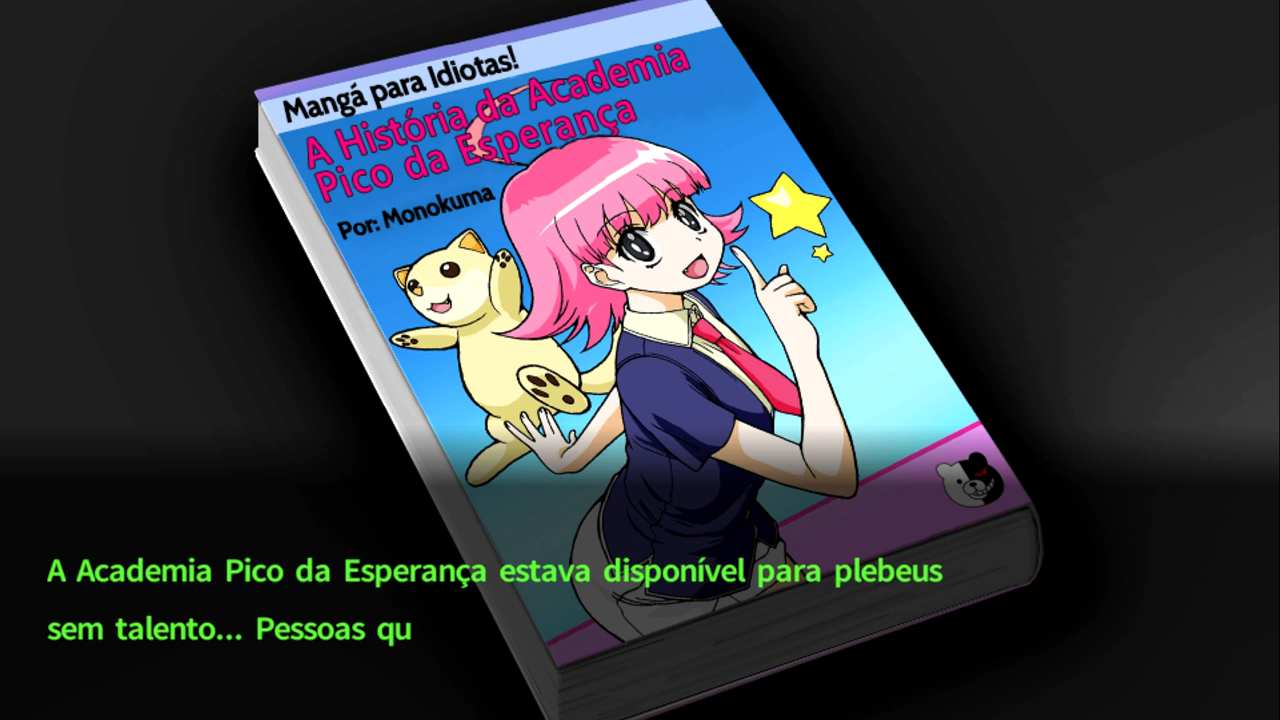 Mangá para Idiotas!
A História da Academia
Pico da Esperança
Por: Monokuma
A Academia Pico da Esperança estava disponível para plebeus
sem talento... Pessoas qu